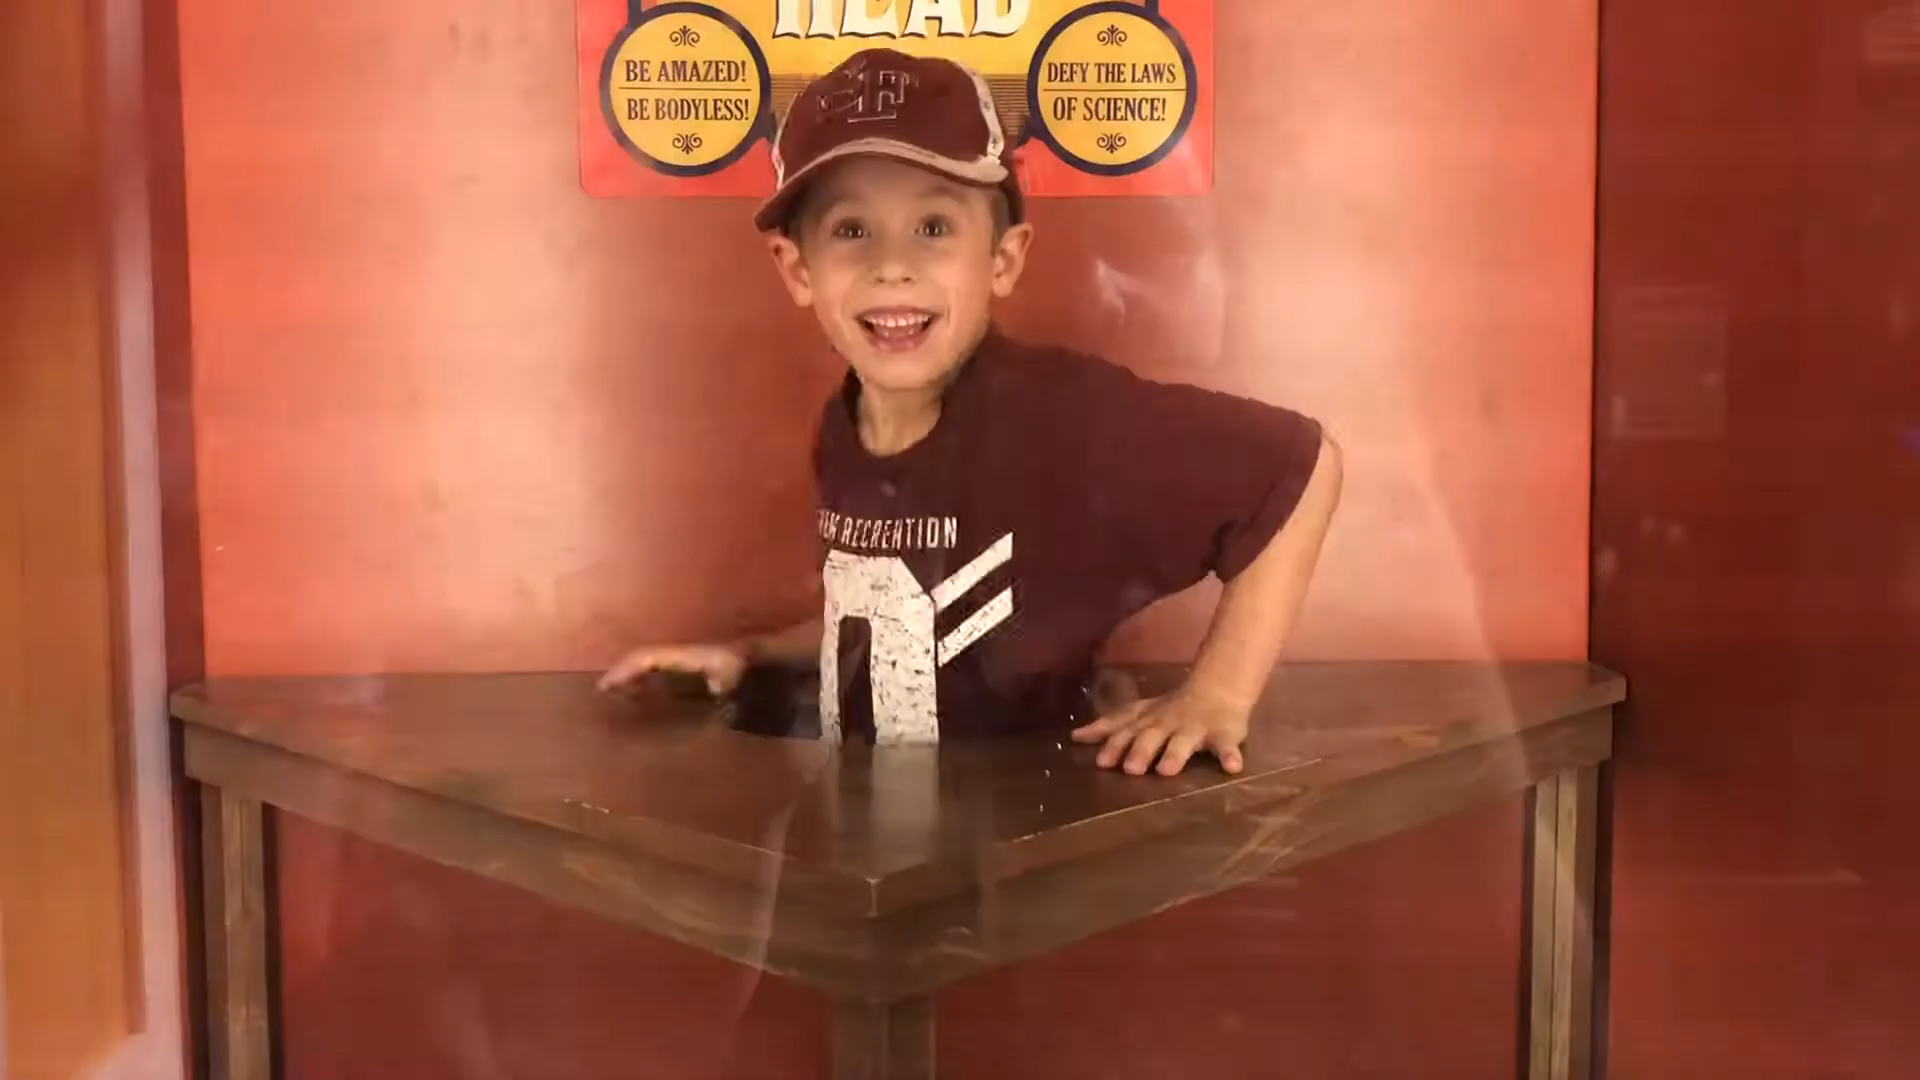 HEAD
BE AMAZED!
BE BODYLESS!
DEFY THE LAWS
OF SCIENCE!
RECREATION